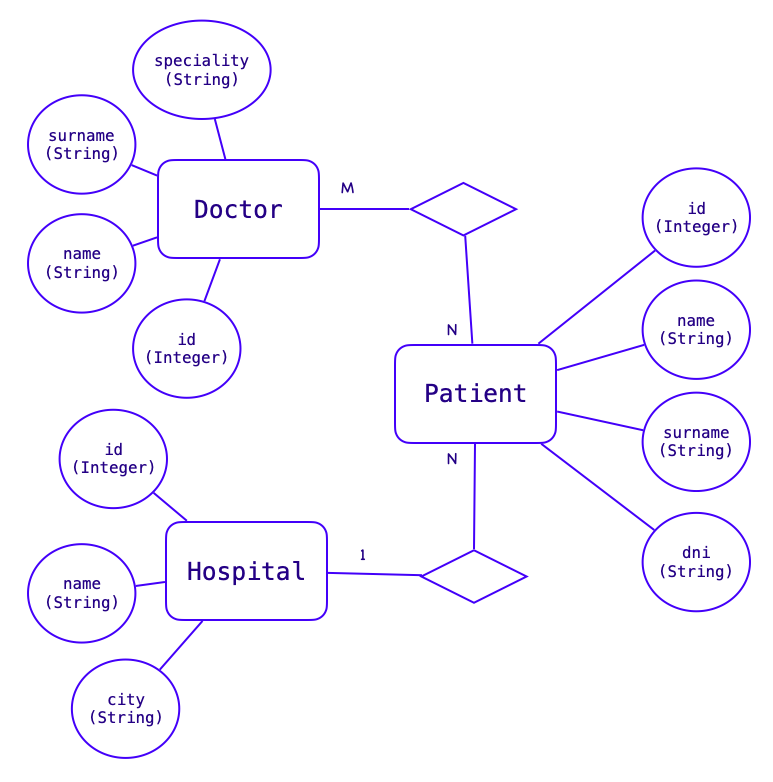 speciality
(String)
surname
(String)
Doctor
M
name
(String)
id
(Integer)
id
(Integer)
name
(String)
N
Patient
surname
(String)
N
dni
(String)
id
(Integer)
Hospital
1
name
(String)
city
(String)